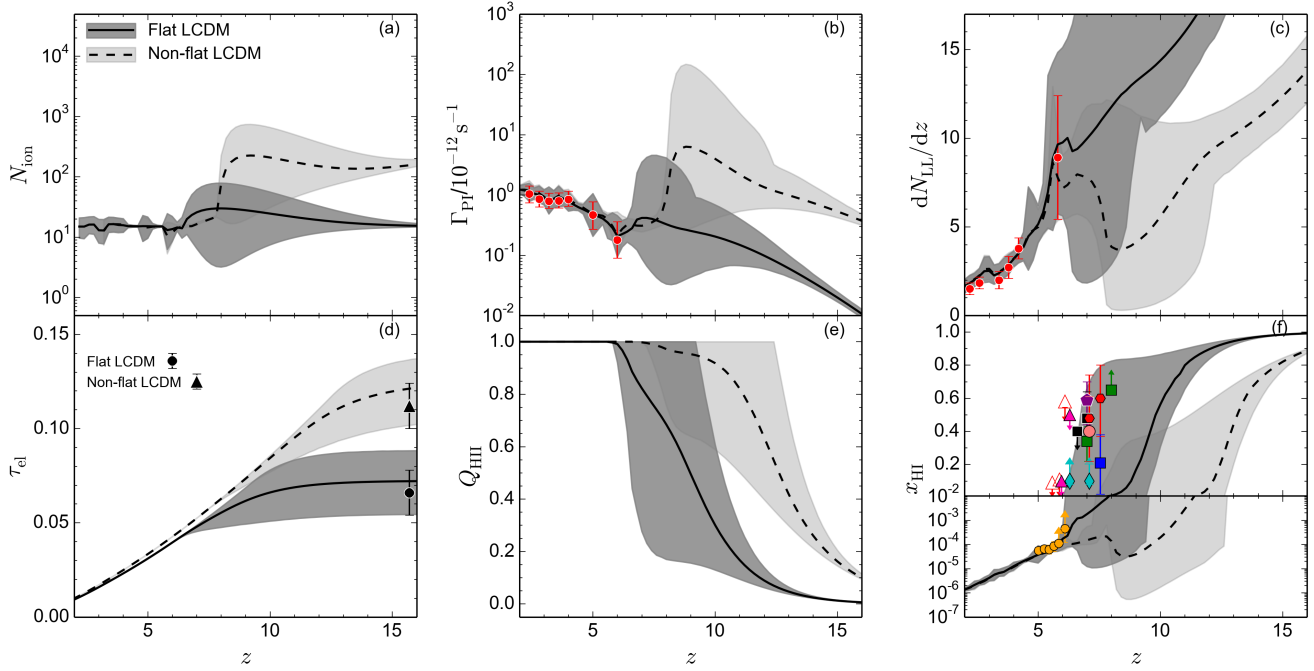 (a)
Flat LCDM
Non-flat LCDM
10^4
10^3
10^2
10^1
10^0
N_ion
(b)
10^3
10^2
10^1
10^0
10^-1
10^-2
Γ_PI/10^-12 s^-1
(c)
15
10
5
0
dN_LL/dz
(d)
Flat LCDM
Non-flat LCDM
0.15
0.10
0.05
0.00
τ_el
5
10
15
z
(e)
1.0
0.8
0.6
0.4
0.2
0.0
Q_HII
5
10
15
z
(f)
1.0
0.8
0.6
0.4
0.2
10^-2
10^-3
10^-4
10^-5
10^-6
10^-7
x_HI
5
10
15
z